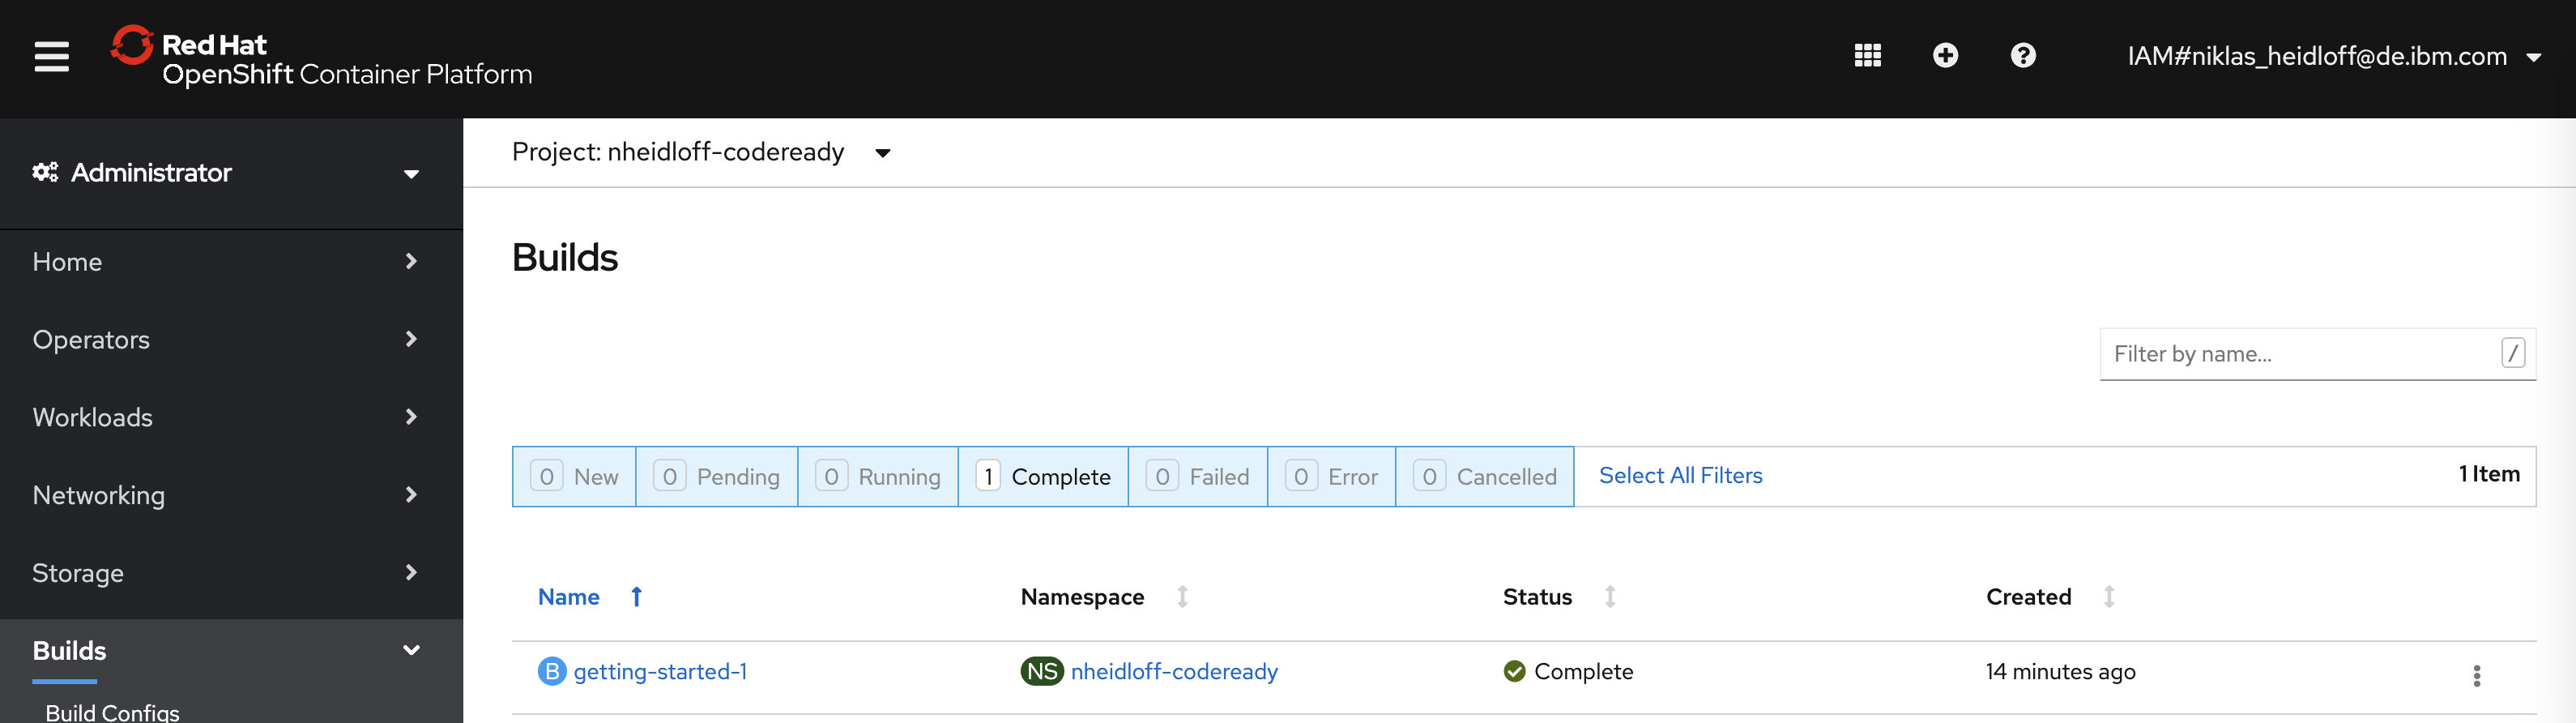 Red Hat
OpenShift Container Platform
IAM#niklas_heidloff@de.ibm.com
Administrator
Home
Operators
Workloads
Networking
Storage
Builds
Build Configs
Project: nheidloff-codeready
Builds
Filter by name... /
0 New 0 Pending 0 Running 1 Complete 0 Failed 0 Error 0 Cancelled Select All Filters 1 Item
Name Namespace Status Created
B getting-started-1 NS nheidloff-codeready Complete 14 minutes ago